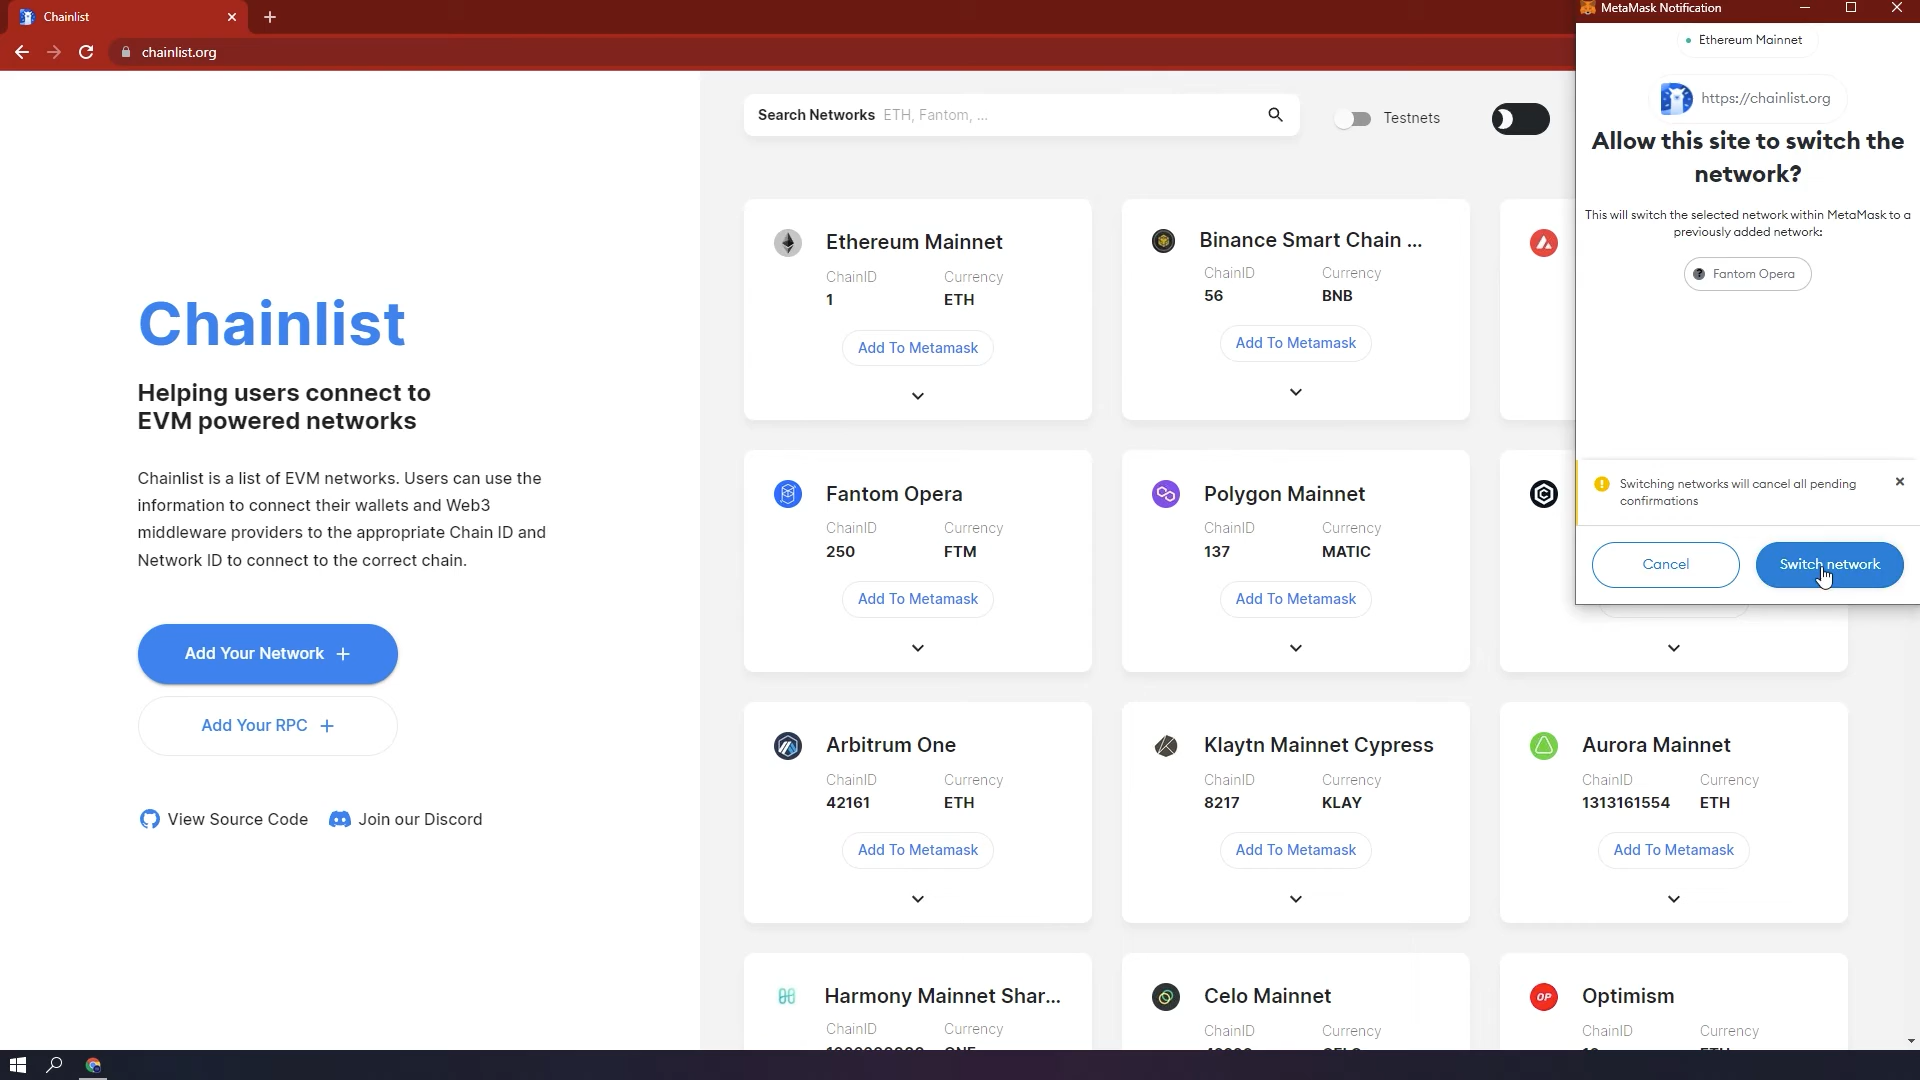 Chainlist
chainlist.org
MetaMask Notification
Ethereum Mainnet
https://chainlist.org
Allow this site to switch the
network?
This will switch the selected network within MetaMask to a
previously added network:
Fantom Opera
Switching networks will cancel all pending
confirmations
Cancel
Switch network
Chainlist
Helping users connect to
EVM powered networks
Chainlist is a list of EVM networks. Users can use the
information to connect their wallets and Web3
middleware providers to the appropriate Chain ID and
Network ID to connect to the correct chain.
Add Your Network +
Add Your RPC +
View Source Code Join our Discord
Search Networks ETH, Fantom, ...
Testnets
Ethereum Mainnet
ChainID Currency
1 ETH
Add To Metamask
Binance Smart Chain ...
ChainID Currency
56 BNB
Add To Metamask
Fantom Opera
ChainID Currency
250 FTM
Add To Metamask
Polygon Mainnet
ChainID Currency
137 MATIC
Add To Metamask
Arbitrum One
ChainID Currency
42161 ETH
Add To Metamask
Klaytn Mainnet Cypress
ChainID Currency
8217 KLAY
Add To Metamask
Aurora Mainnet
ChainID Currency
1313161554 ETH
Add To Metamask
Harmony Mainnet Shar...
ChainID Currency
Celo Mainnet
ChainID Currency
OP
Optimism
ChainID Currency